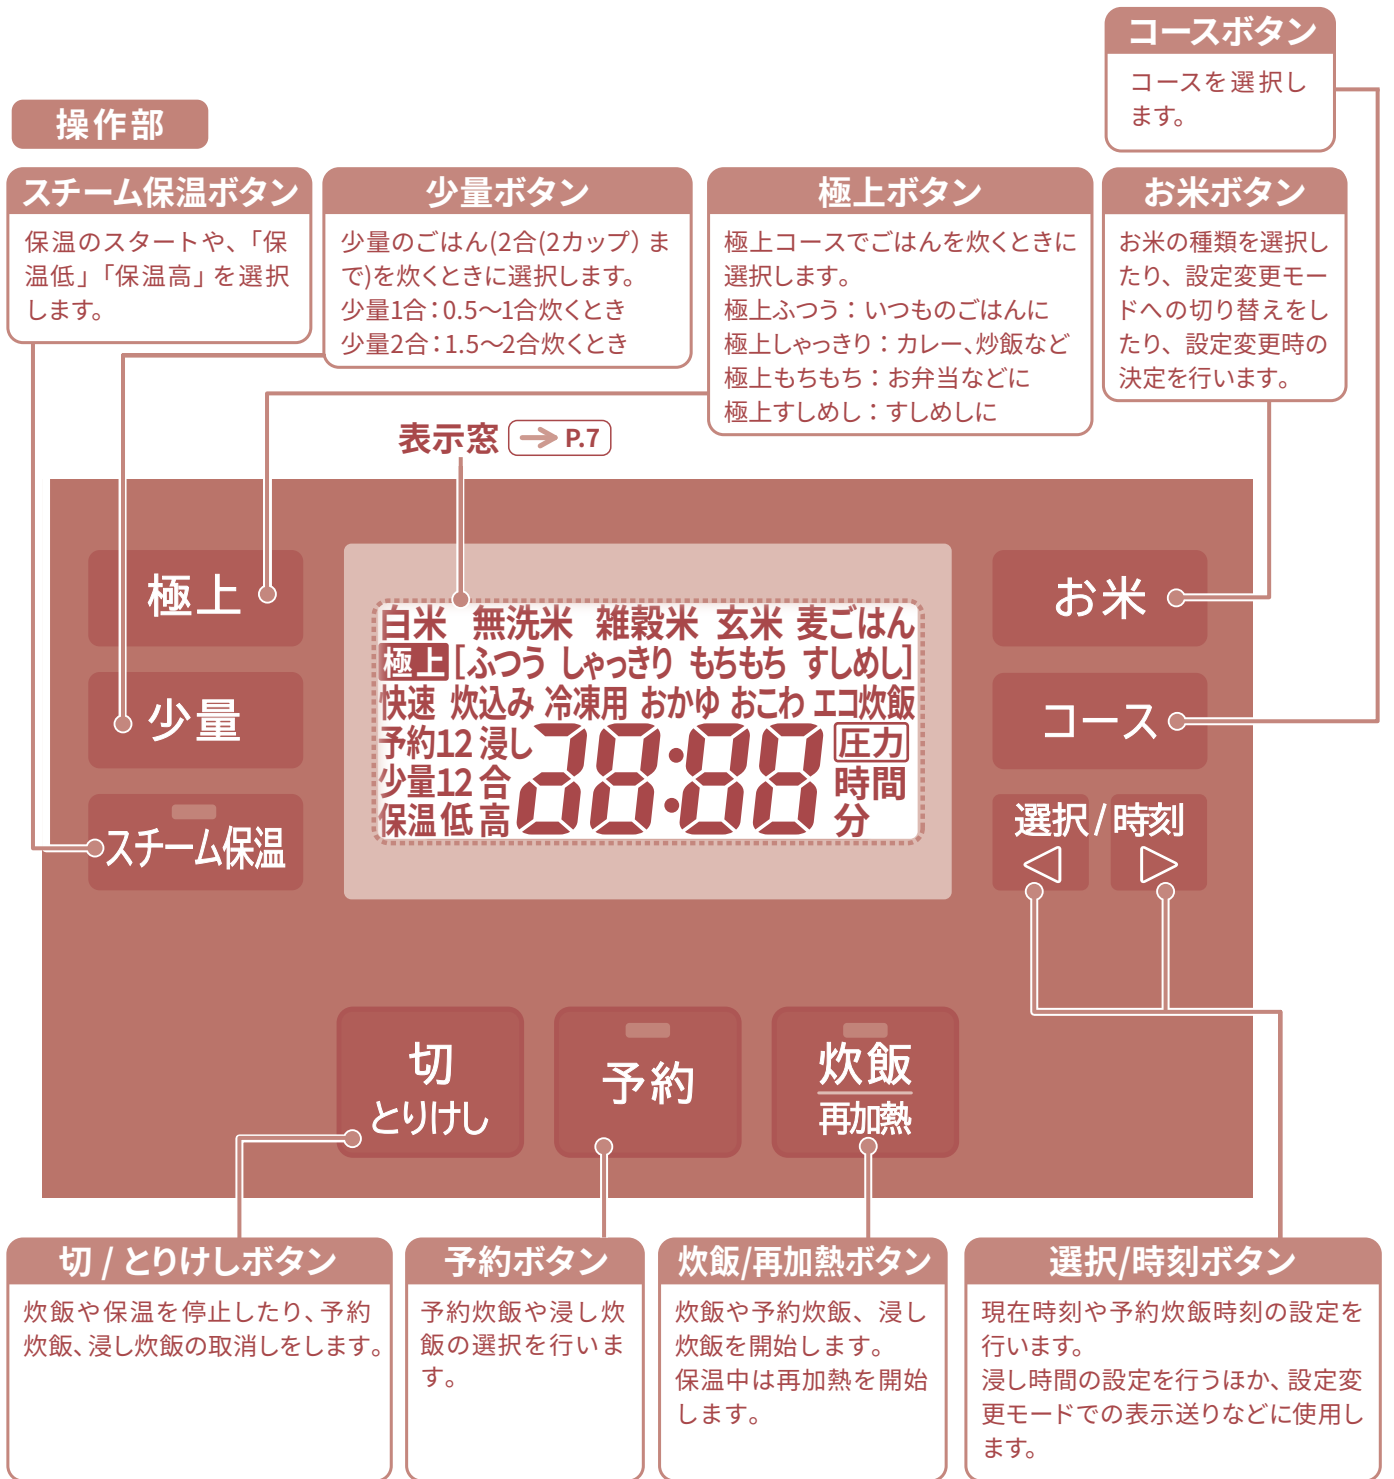 コースボタン
コースを選択し
ます。
操作部
スチーム保温ボタン
保温のスタートや、「保
温低」「保温高」を選択
します。
少量ボタン
少量のごはん(2合(2カップ）ま
で)を炊くときに選択します。
少量1合：0.5～1合炊くとき
少量2合：1.5～2合炊くとき
極上ボタン
極上コースでごはんを炊くときに
選択します。
極上ふつう：いつものごはんに
極上しゃっきり：カレー、炒飯など
極上もちもち：お弁当などに
極上すしめし：すしめしに
お米ボタン
お米の種類を選択し
たり、設定変更モー
ドへの切り替えをし
たり、設定変更時の
決定を行います。
表示窓 → P.7
極上
少量
スチーム保温
白米 無洗米 雑穀米 玄米 麦ごはん
極上 [ふつう しゃっきり もちもち すしめし]
快速 炊込み 冷凍用 おかゆ おこわ エコ炊飯
予約12 浸し
少量12 合
保温低 高
28:88
圧力
時間
分
お米
コース
選択/時刻
◁ ▷
切
とりけし
予約
炊飯
再加熱
切 / とりけしボタン
炊飯や保温を停止したり、予約
炊飯、浸し炊飯の取消しをします。
予約ボタン
予約炊飯や浸し炊
飯の選択を行いま
す。
炊飯/再加熱ボタン
炊飯や予約炊飯、浸し
炊飯を開始します。
保温中は再加熱を開始
します。
選択/時刻ボタン
現在時刻や予約炊飯時刻の設定を
行います。
浸し時間の設定を行うほか、設定変
更モードでの表示送りなどに使用し
ます。